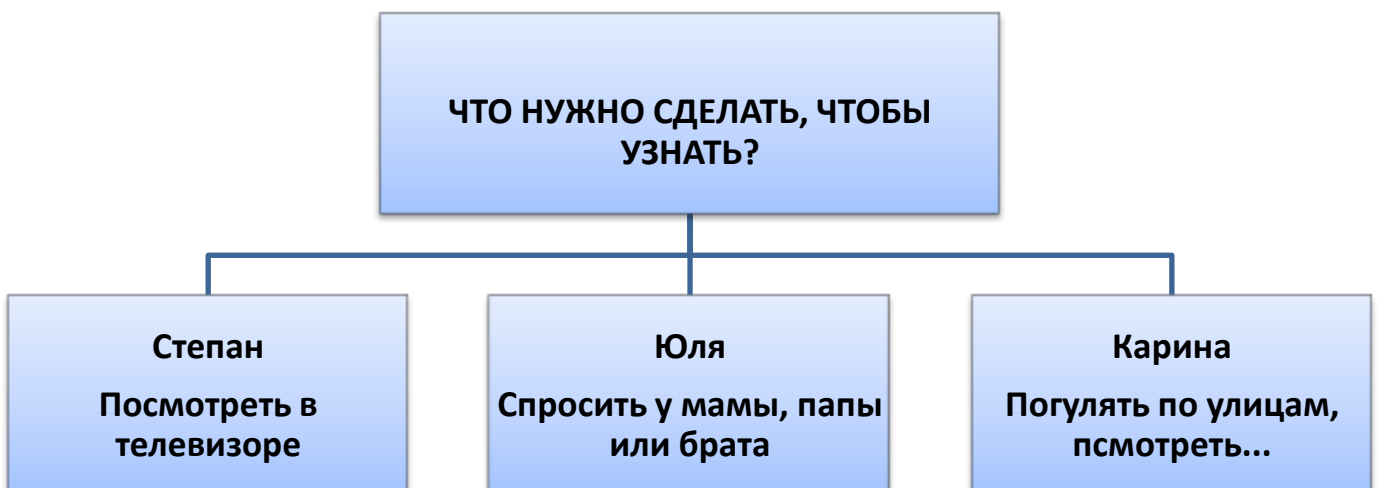 ЧТО НУЖНО СДЕЛАТЬ, ЧТОБЫ
УЗНАТЬ?
Степан
Посмотреть в
телевизоре
Юля
Спросить у мамы, папы
или брата
Карина
Погулять по улицам,
псмотреть...